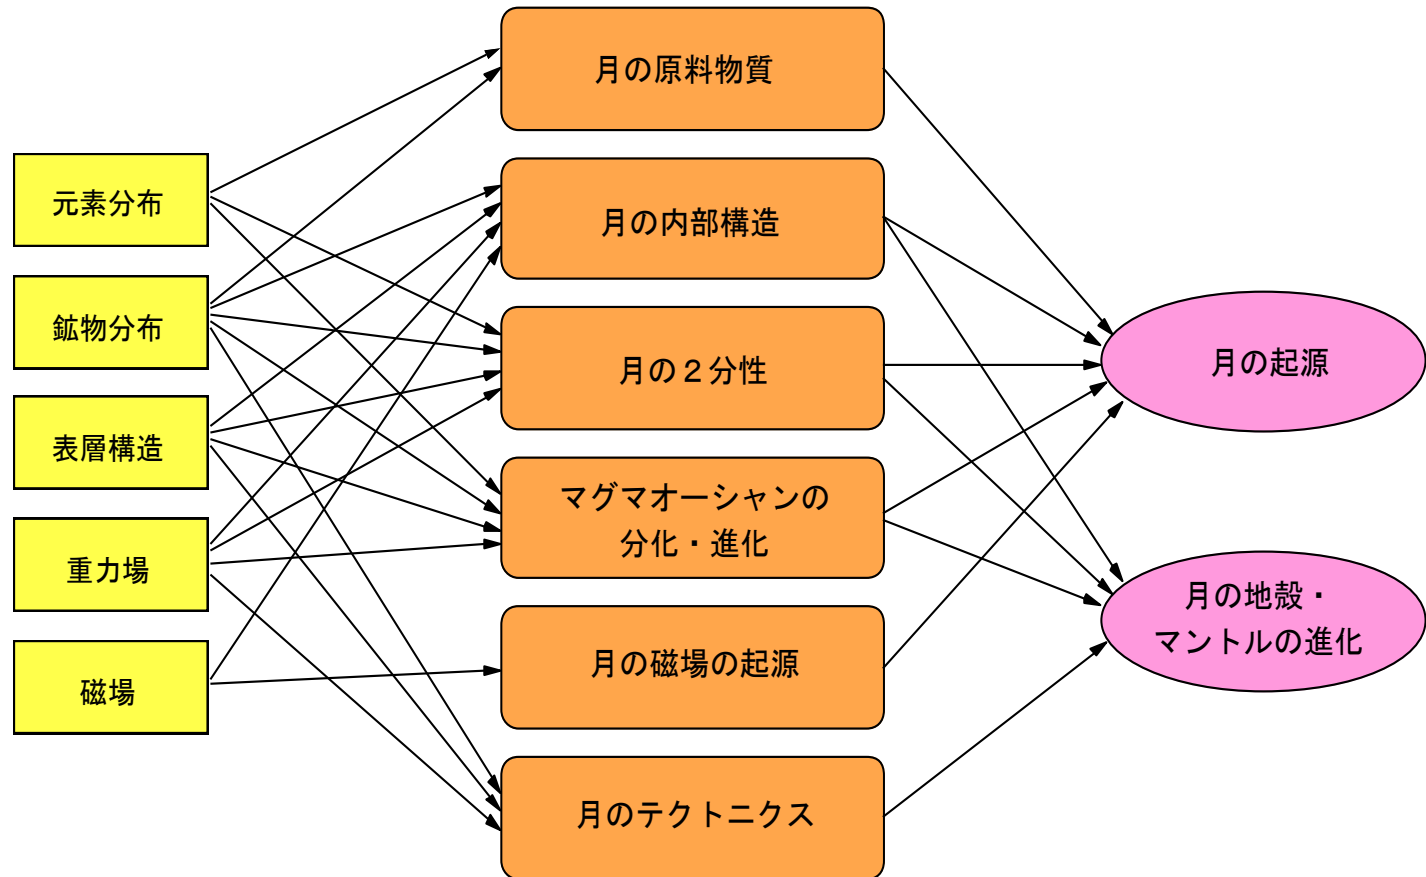 元素分布
鉱物分布
表層構造
重力場
磁場
月の原料物質
月の内部構造
月の２分性
マグマオーシャンの
分化・進化
月の磁場の起源
月のテクトニクス
月の起源
月の地殻・
マントルの進化